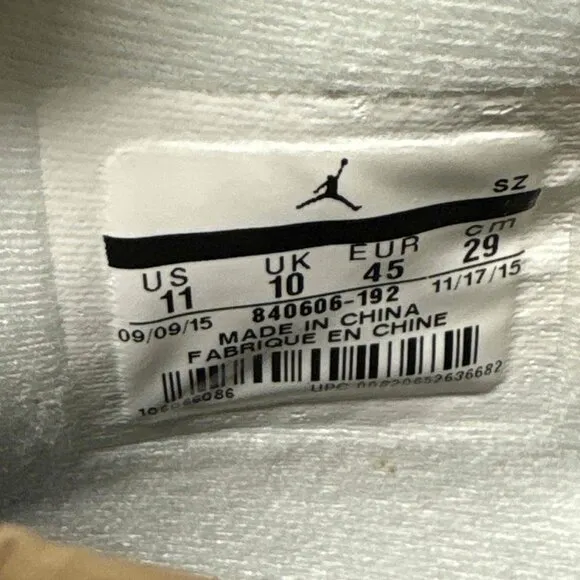 SZ
US UK EUR CM
11 10 45 29
09/09/15 840606-192 11/17/15
MADE IN CHINA
FABRIQUE EN CHINE
UPC